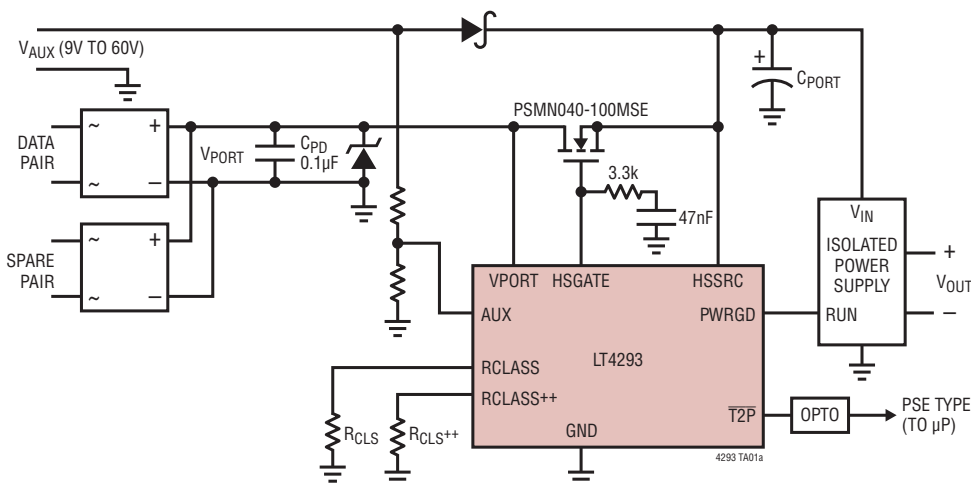 VAUX (9V TO 60V)
+
CPORT
PSMN040-100MSE
DATA
PAIR
~
+
~
–
VPORT
CPD
0.1µF
3.3k
47nF
SPARE
PAIR
~
+
~
–
VIN
ISOLATED
POWER
SUPPLY
RUN
+
VOUT
–
VPORT HSGATE HSSRC
AUX
PWRGD
LT4293
RCLASS
RCLASS++
T2P
GND
RCLS
RCLS++
OPTO
PSE TYPE
(TO µP)
4293 TA01a